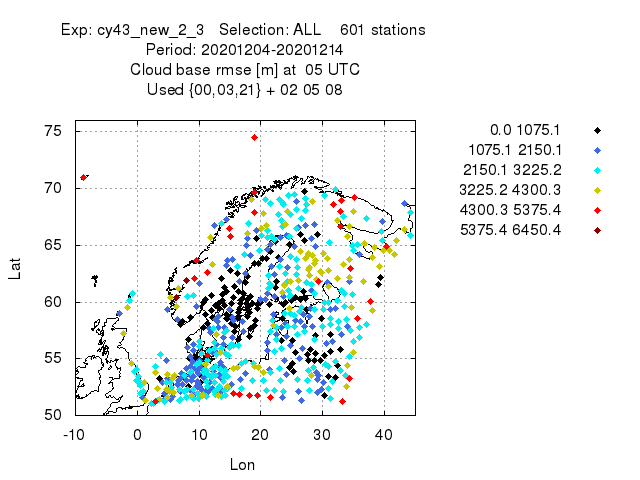 Exp: cy43_new_2_3 Selection: ALL 601 stations
Period: 20201204-20201214
Cloud base rmse [m] at 05 UTC
Used {00,03,21} + 02 05 08
0.0 1075.1
1075.1 2150.1
2150.1 3225.2
3225.2 4300.3
4300.3 5375.4
5375.4 6450.4
75
70
65
60
55
50
Lat
-10 0 10 20 30 40
Lon